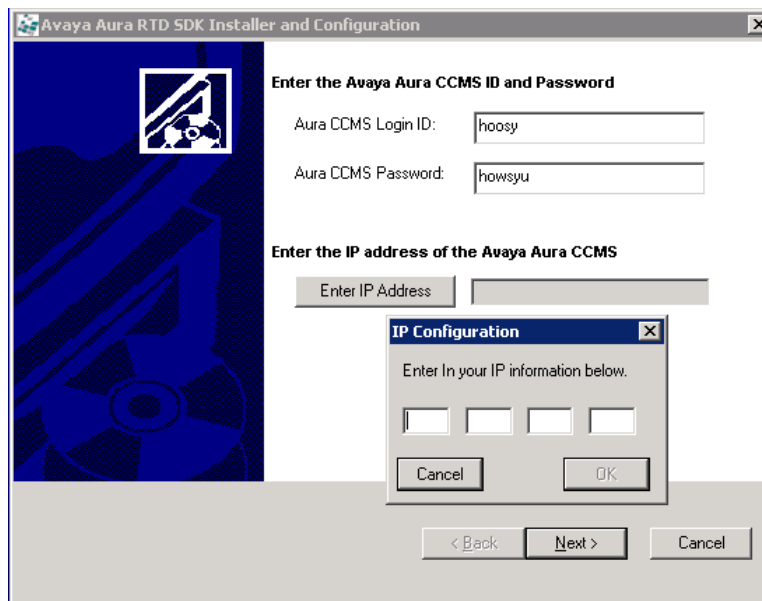 Avaya Aura RTD SDK Installer and Configuration
Enter the Avaya Aura CCMS ID and Password
Aura CCMS Login ID: hoosy
Aura CCMS Password: howsyu
Enter the IP address of the Avaya Aura CCMS
Enter IP Address
IP Configuration
Enter In your IP information below.
Cancel OK
< Back Next > Cancel